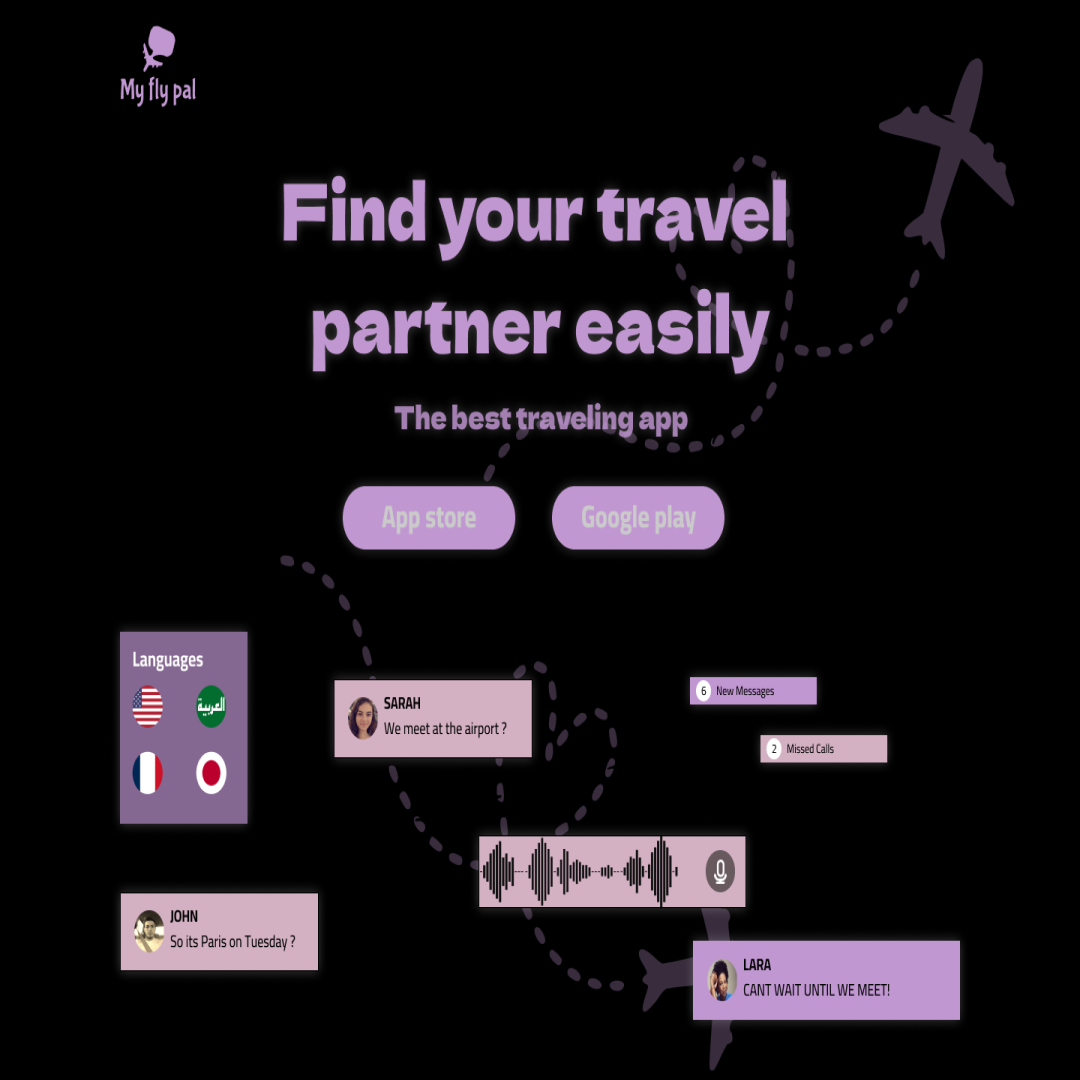 My fly pal
Find your travel
partner easily
The best traveling app
App store
Google play
Languages
العربية
SARAH
We meet at the airport ?
6 New Messages
2 Missed Calls
JOHN
So its Paris on Tuesday ?
LARA
CANT WAIT UNTIL WE MEET!